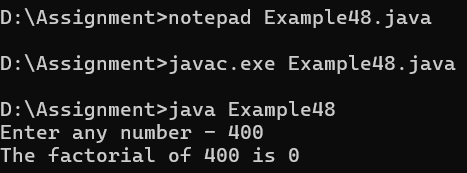 D:\Assignment>notepad Example48.java
D:\Assignment>javac.exe Example48.java
D:\Assignment>java Example48
Enter any number - 400
The factorial of 400 is 0